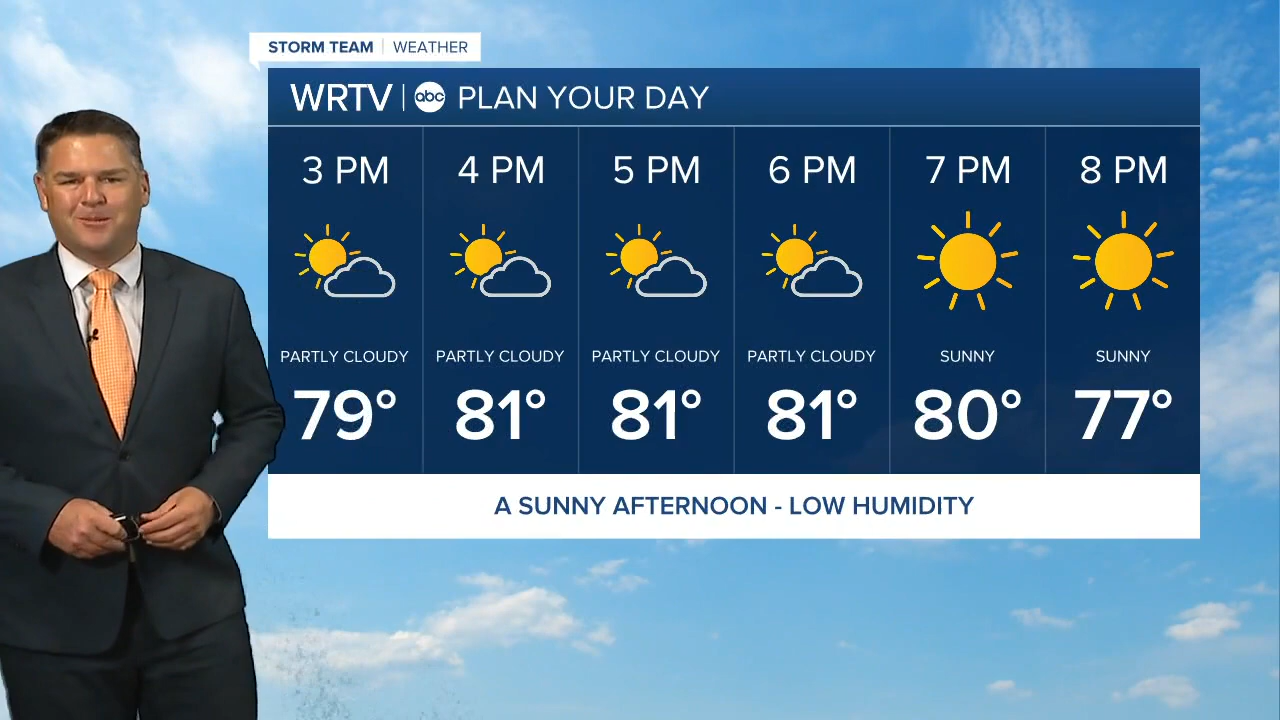 STORM TEAM | WEATHER
WRTV | abc PLAN YOUR DAY
3 PM 4 PM 5 PM 6 PM 7 PM 8 PM
PARTLY CLOUDY PARTLY CLOUDY PARTLY CLOUDY PARTLY CLOUDY SUNNY SUNNY
79° 81° 81° 81° 80° 77°
A SUNNY AFTERNOON - LOW HUMIDITY